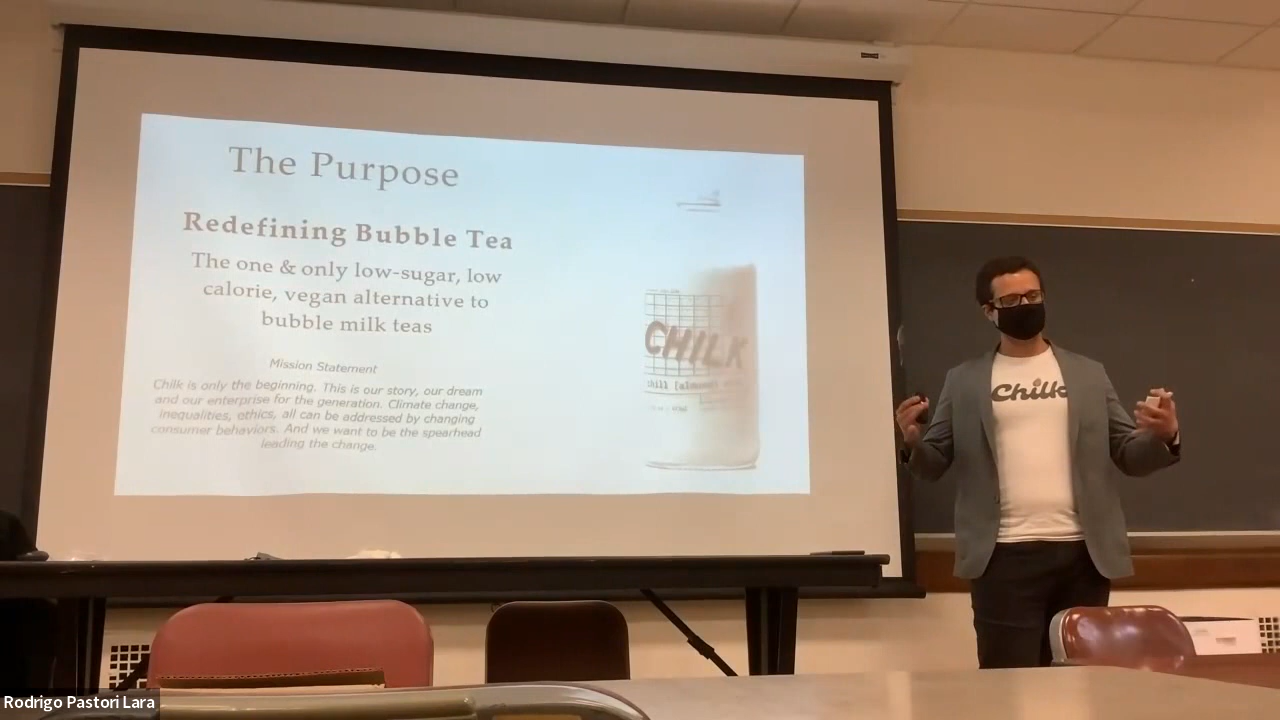 The Purpose
Redefining Bubble Tea
The one & only low-sugar, low
calorie, vegan alternative to
bubble milk teas
Mission Statement
Chilk is only the beginning. This is our story, our dream
and our enterprise for the generation. Climate change,
inequalities, ethics, all can be addressed by changing
consumer behaviors. And we want to be the spearhead
leading the change.
CHILK
chill [almond
Chilk
Rodrigo Pastori Lara